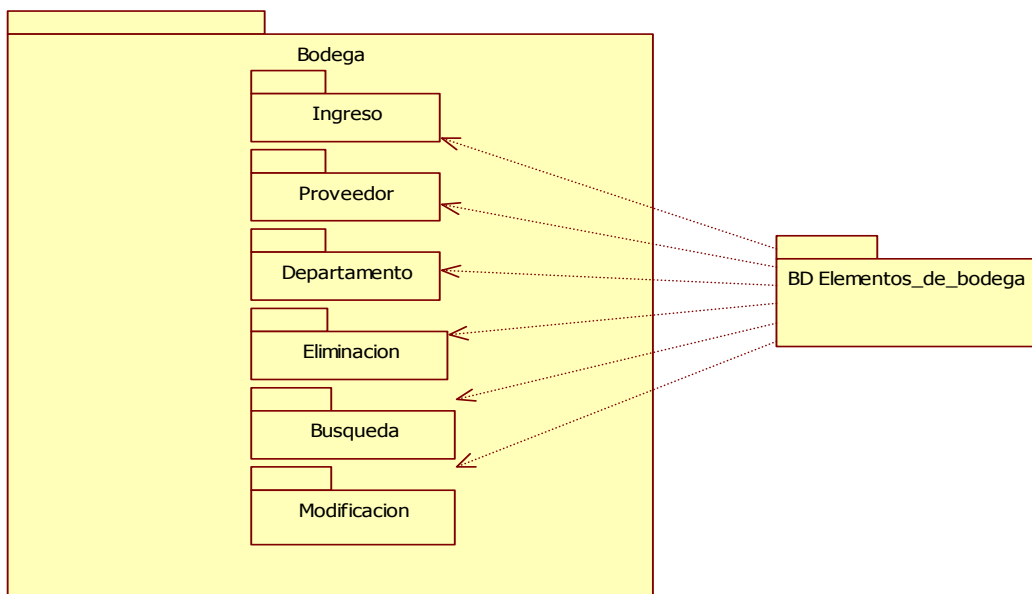 Bodega
Ingreso
Proveedor
Departamento
Eliminacion
Busqueda
Modificacion
BD Elementos_de_bodega